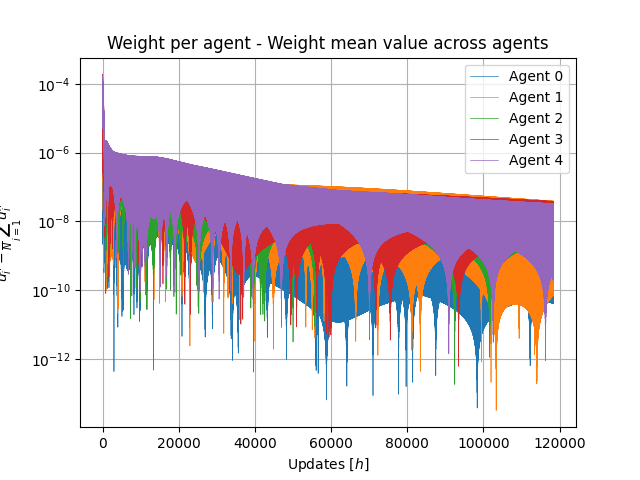 Weight per agent - Weight mean value across agents
10⁻⁴
10⁻⁶
10⁻⁸
10⁻¹⁰
10⁻¹²
Agent 0
Agent 1
Agent 2
Agent 3
Agent 4
0
20000
40000
60000
80000
100000
120000
Updates [h]